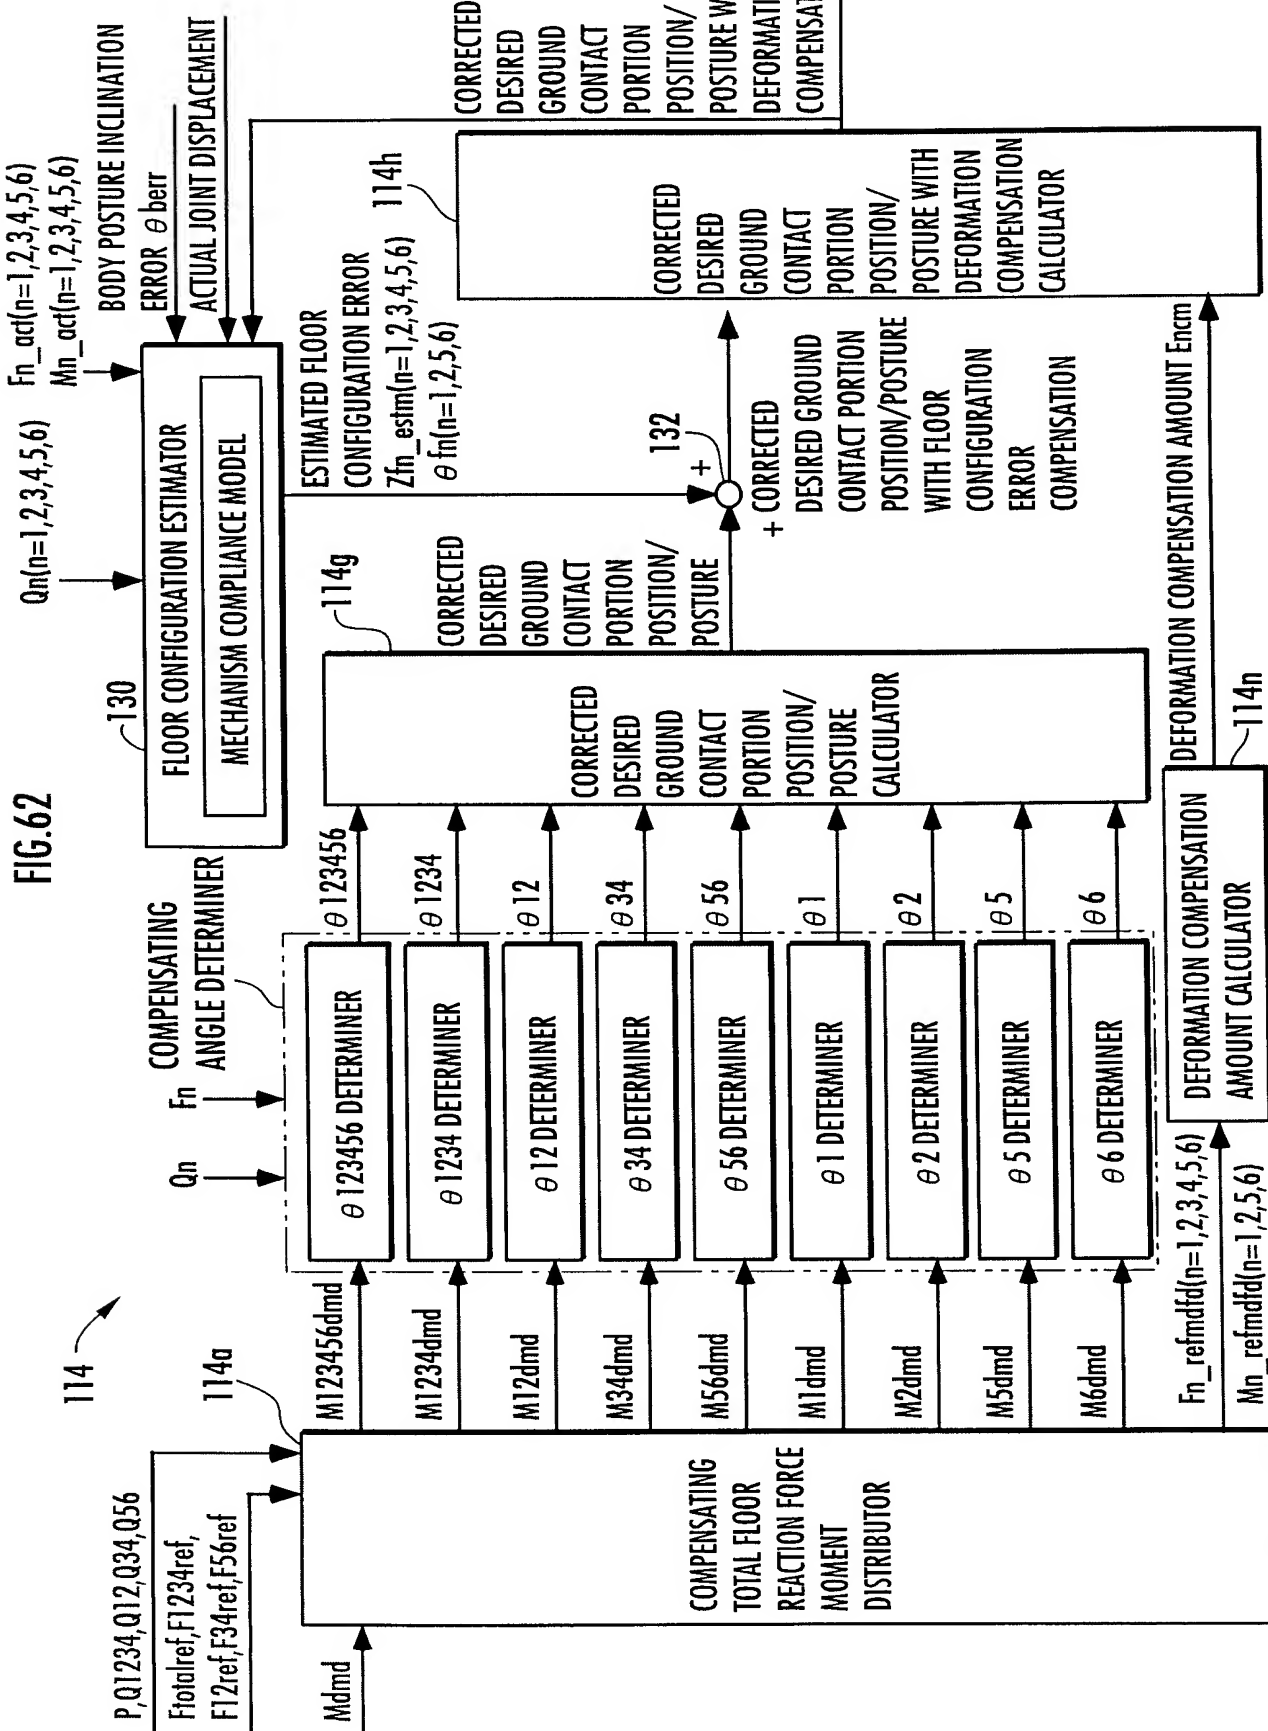 FIG.62
114
P,Q1234,Q12,Q34,Q56
Ftotalref,F1234ref,
F12ref,F34ref,F56ref
Mdmd
114a
COMPENSATING
TOTAL FLOOR
REACTION FORCE
MOMENT
DISTRIBUTOR
M123456dmd
M1234dmd
M12dmd
M34dmd
M56dmd
M1dmd
M2dmd
M5dmd
M6dmd
Fn_refmdfd(n=1,2,3,4,5,6)
Mn_refmdfd(n=1,2,5,6)
Qn
Fn
COMPENSATING
ANGLE DETERMINER
θ123456 DETERMINER
θ1234 DETERMINER
θ12 DETERMINER
θ34 DETERMINER
θ56 DETERMINER
θ1 DETERMINER
θ2 DETERMINER
θ5 DETERMINER
θ6 DETERMINER
θ123456
θ1234
θ12
θ34
θ56
θ1
θ2
θ5
θ6
DEFORMATION COMPENSATION
AMOUNT CALCULATOR
114n
DEFORMATION COMPENSATION AMOUNT Encm
CORRECTED
DESIRED
GROUND
CONTACT
PORTION
POSITION/
POSTURE
CALCULATOR
114g
CORRECTED
DESIRED
GROUND
CONTACT
PORTION
POSITION/
POSTURE
130
FLOOR CONFIGURATION ESTIMATOR
MECHANISM COMPLIANCE MODEL
Qn(n=1,2,3,4,5,6)
Fn_act(n=1,2,3,4,5,6)
Mn_act(n=1,2,3,4,5,6)
BODY POSTURE INCLINATION
ERROR θberr
ACTUAL JOINT DISPLACEMENT
ESTIMATED FLOOR
CONFIGURATION ERROR
Zfn_estm(n=1,2,3,4,5,6)
θfn(n=1,2,5,6)
132
+
+
CORRECTED
DESIRED GROUND
CONTACT PORTION
POSITION/POSTURE
WITH FLOOR
CONFIGURATION
ERROR
COMPENSATION
114h
CORRECTED
DESIRED
GROUND
CONTACT
PORTION
POSITION/
POSTURE WITH
DEFORMATION
COMPENSATION
CALCULATOR
CORRECTED
DESIRED
GROUND
CONTACT
PORTION
POSITION/
POSTURE W
DEFORMATI
COMPENSAT